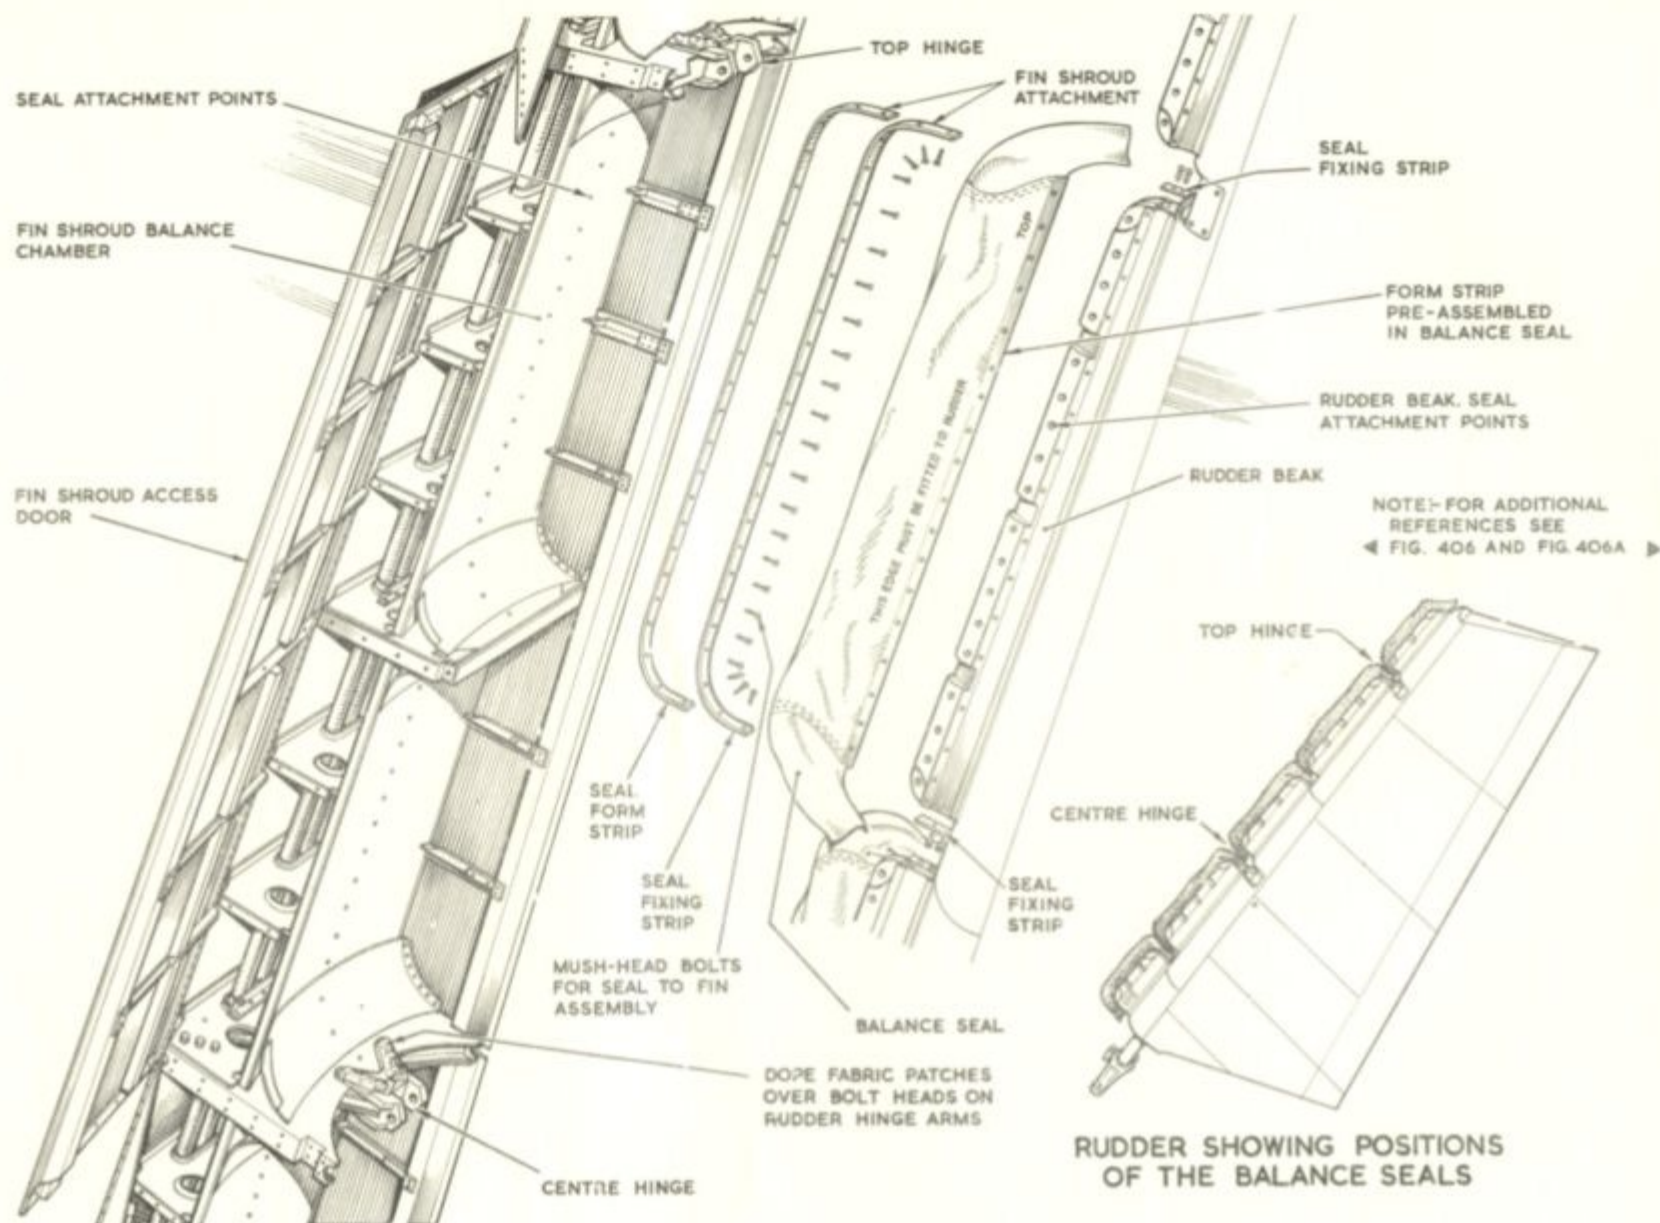 TOP HINGE
FIN SHROUD
ATTACHMENT
SEAL ATTACHMENT POINTS
SEAL
FIXING STRIP
FIN SHROUD BALANCE
CHAMBER
TOP
FORM STRIP
PRE-ASSEMBLED
IN BALANCE SEAL
THIS EDGE MUST BE FITTED TO RUDDER
RUDDER BEAK. SEAL
ATTACHMENT POINTS
RUDDER BEAK
FIN SHROUD ACCESS
DOOR
NOTE:- FOR ADDITIONAL
REFERENCES SEE
◀ FIG. 406 AND FIG. 406A ▶
TOP HINGE
CENTRE HINGE
SEAL
FORM
STRIP
SEAL
FIXING
STRIP
SEAL
FIXING
STRIP
MUSH-HEAD BOLTS
FOR SEAL TO FIN
ASSEMBLY
BALANCE SEAL
DOPE FABRIC PATCHES
OVER BOLT HEADS ON
RUDDER HINGE ARMS
CENTRE HINGE
RUDDER SHOWING POSITIONS
OF THE BALANCE SEALS